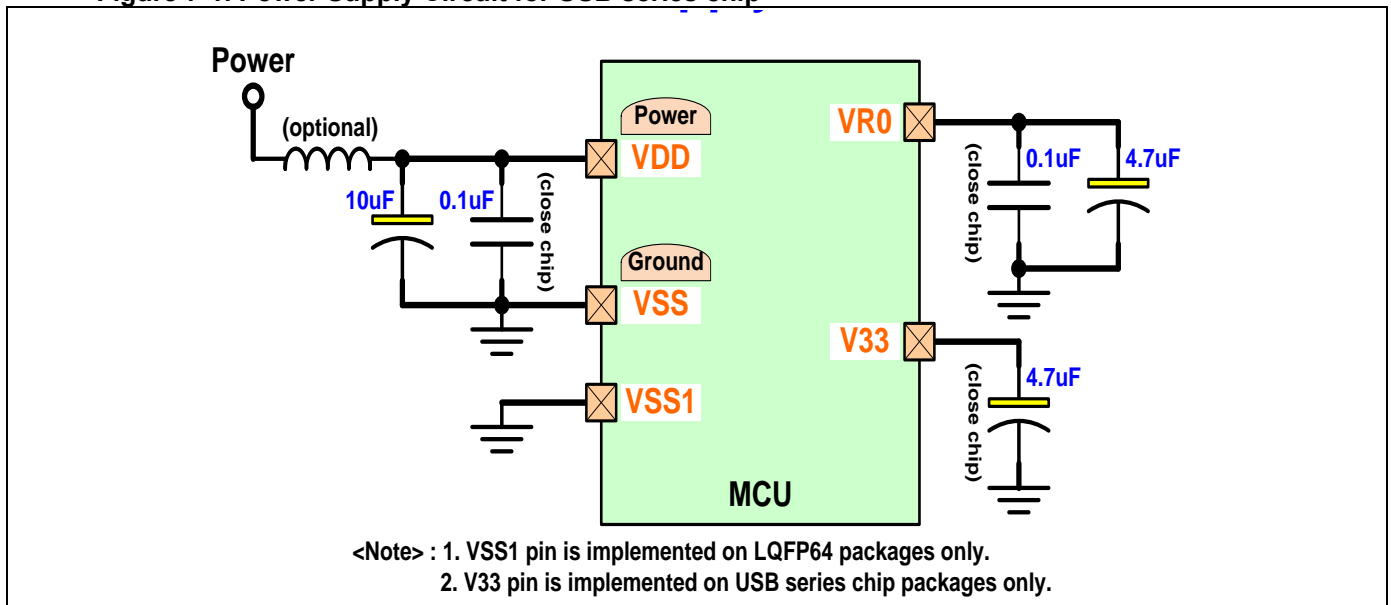 Power
(optional)
10uF
0.1uF
(close chip)
Power
VDD
Ground
VSS
VSS1
VR0
0.1uF
4.7uF
(close chip)
V33
4.7uF
(close chip)
MCU
<Note> : 1. VSS1 pin is implemented on LQFP64 packages only.
2. V33 pin is implemented on USB series chip packages only.